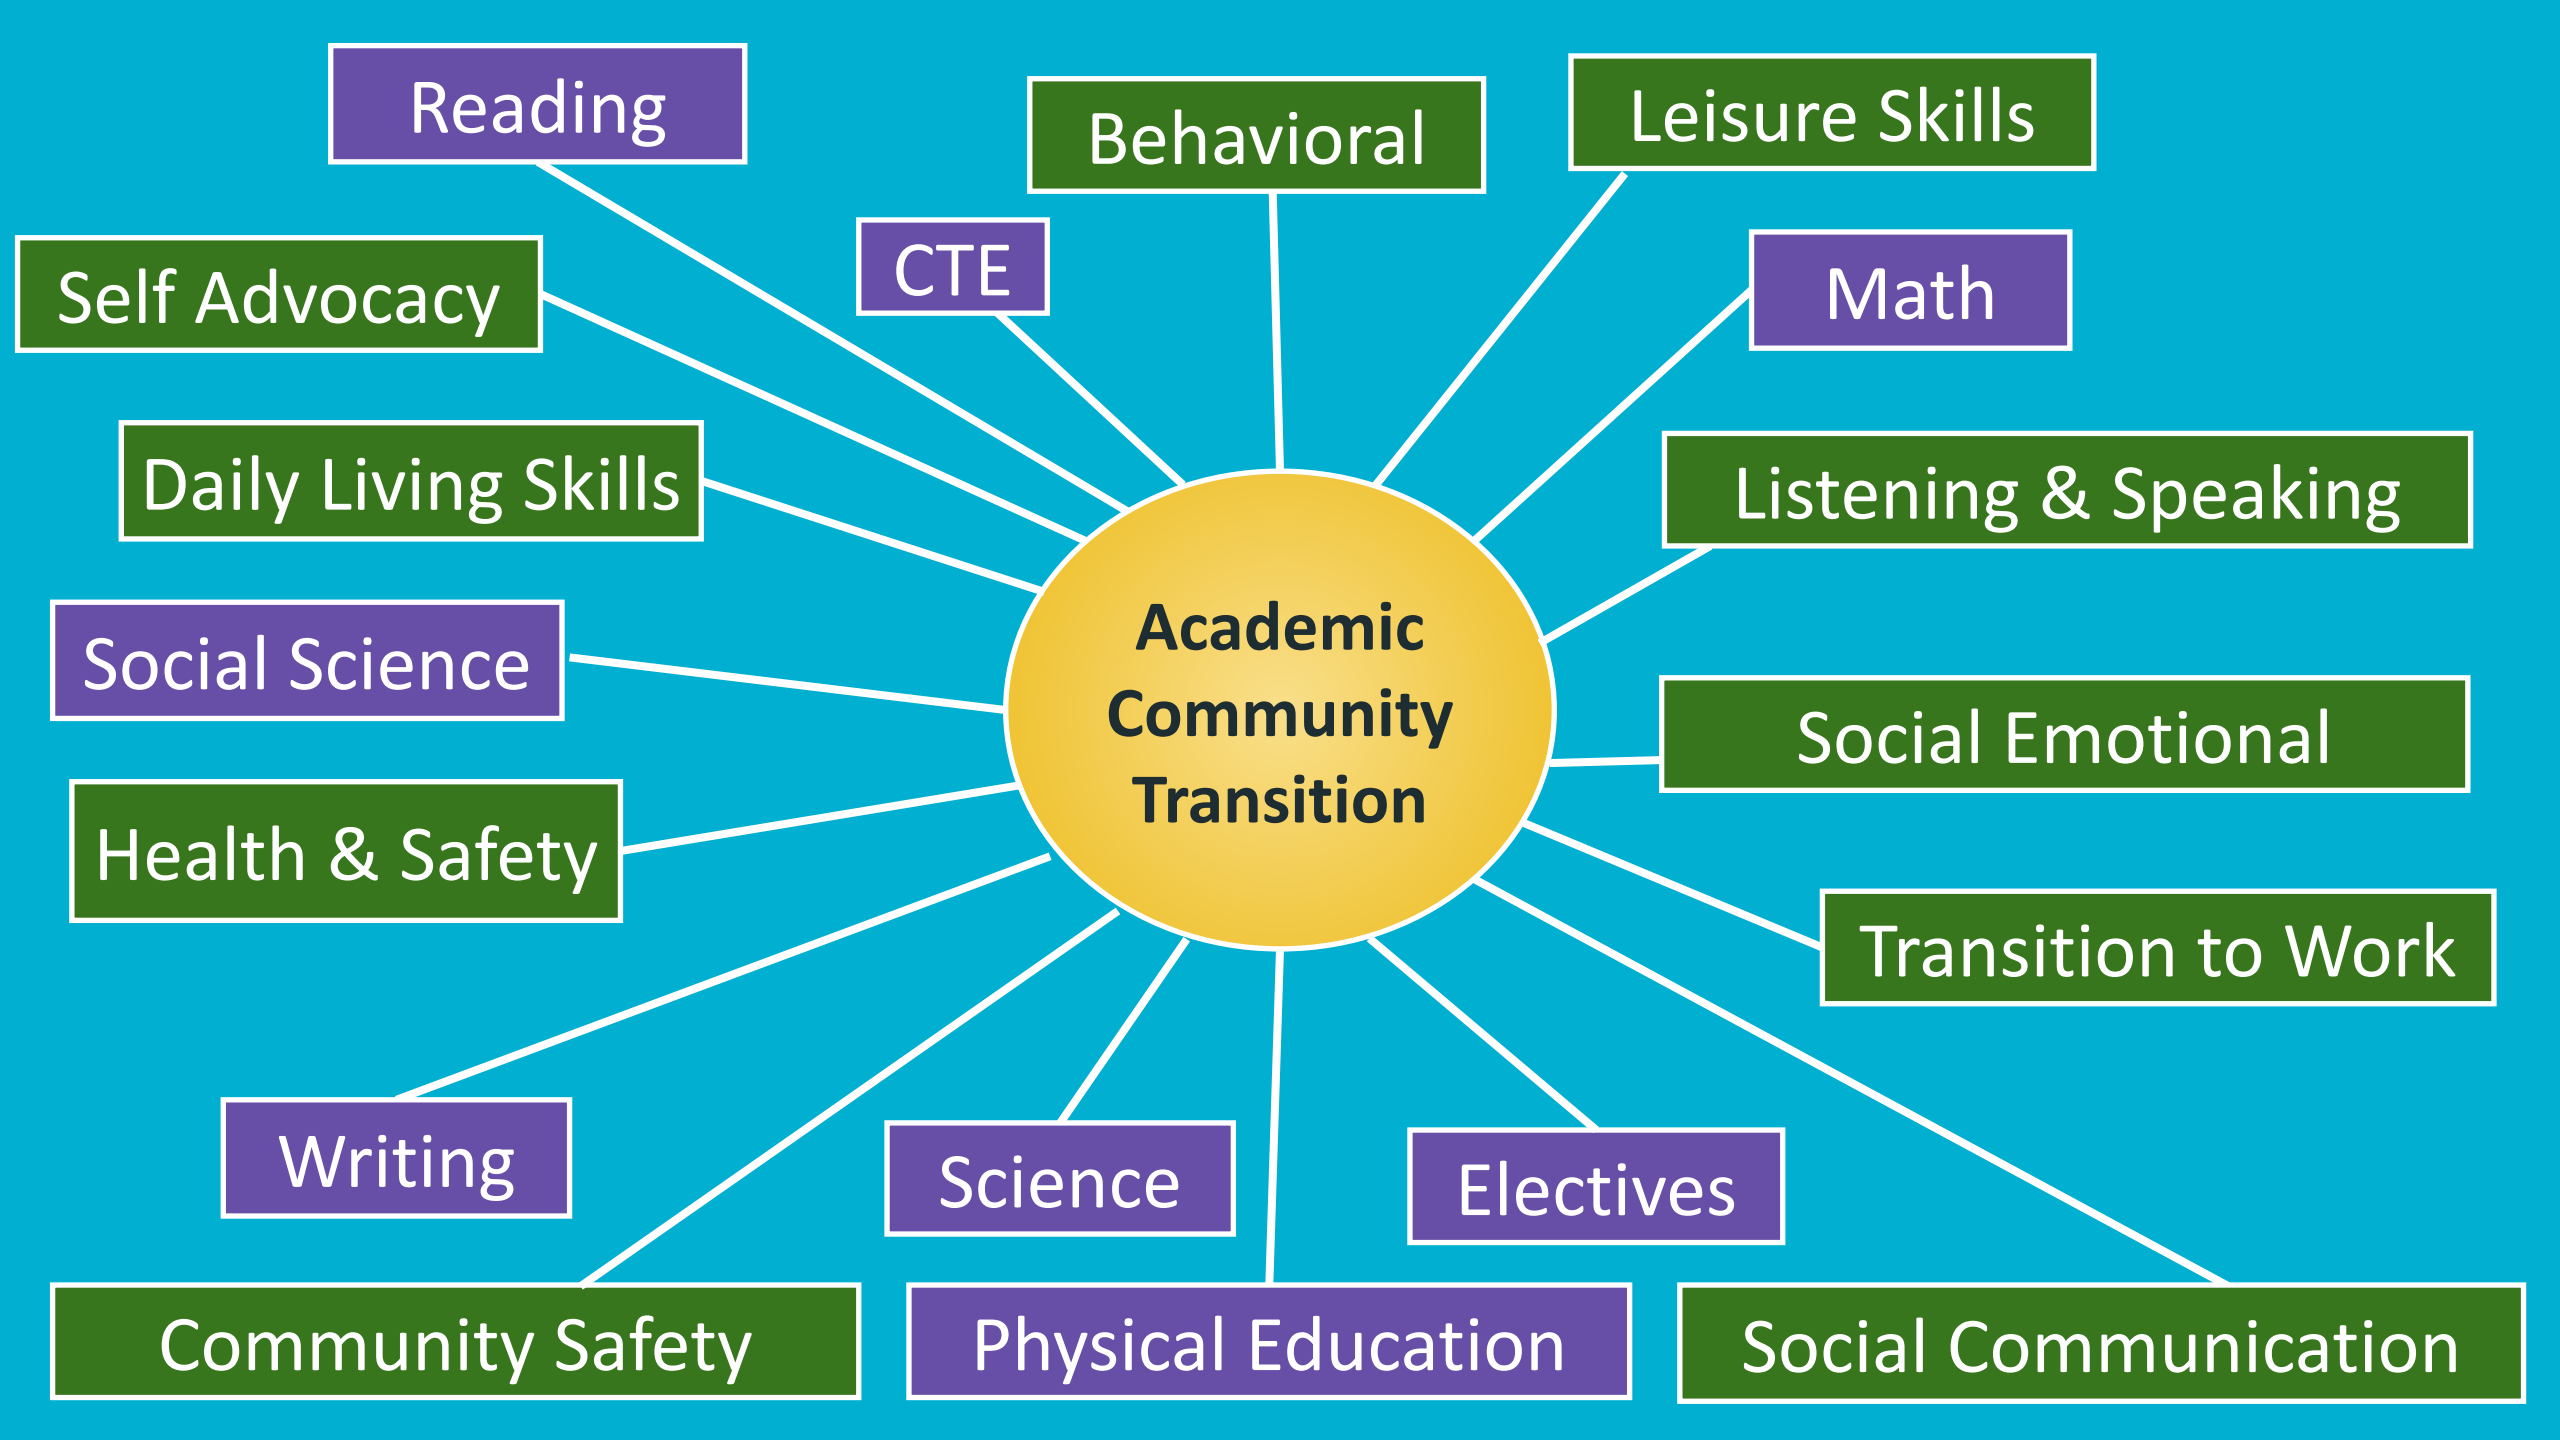 Reading
Behavioral
Leisure Skills
CTE
Math
Self Advocacy
Daily Living Skills
Listening & Speaking
Social Science
Academic
Community
Transition
Social Emotional
Health & Safety
Transition to Work
Writing
Science
Electives
Community Safety
Physical Education
Social Communication